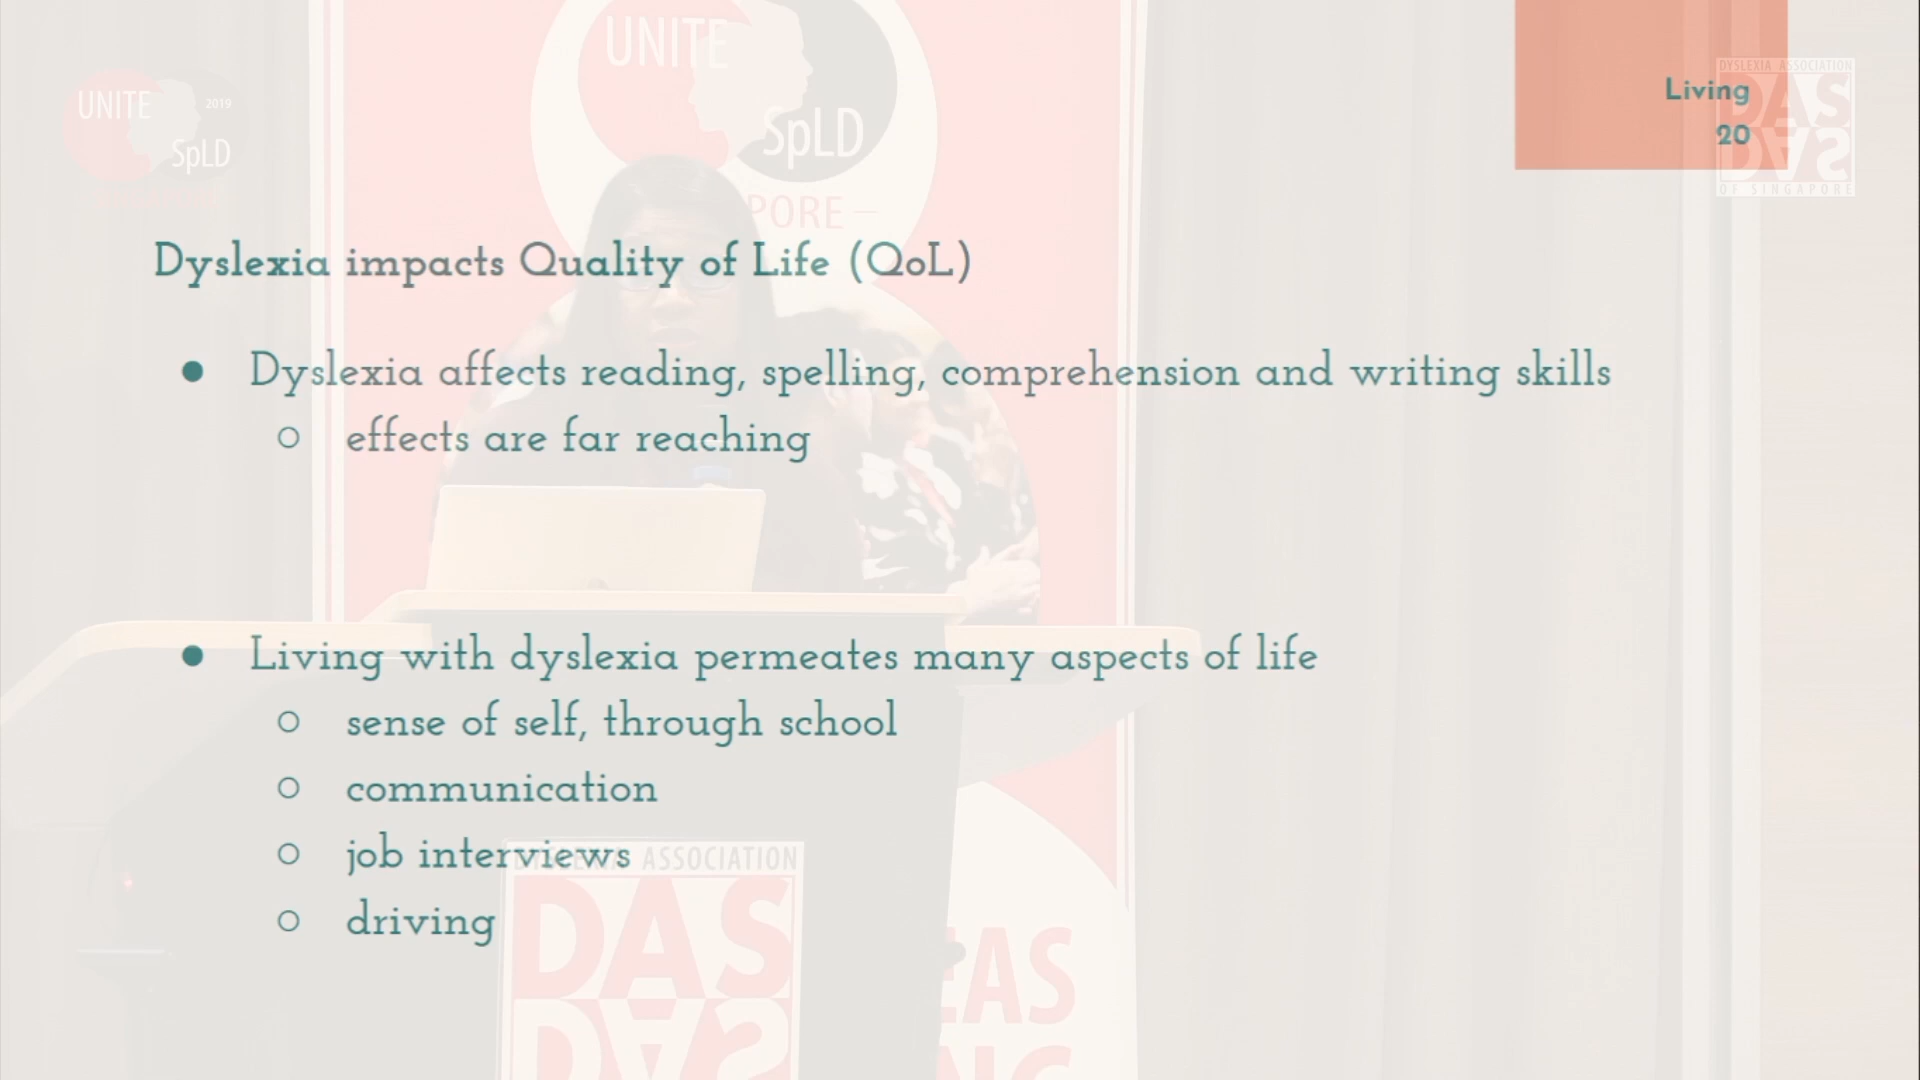 UNITE
2019
SpLD
UNITE
SpLD
PORE –
DYSLEXIA ASSOCIATION
DAS
OF SINGAPORE
Living
20
Dyslexia impacts Quality of Life (QoL)
● Dyslexia affects reading, spelling, comprehension and writing skills
○ effects are far reaching
● Living with dyslexia permeates many aspects of life
○ sense of self, through school
○ communication
○ job interviews
○ driving
DYSLEXIA ASSOCIATION
DAS